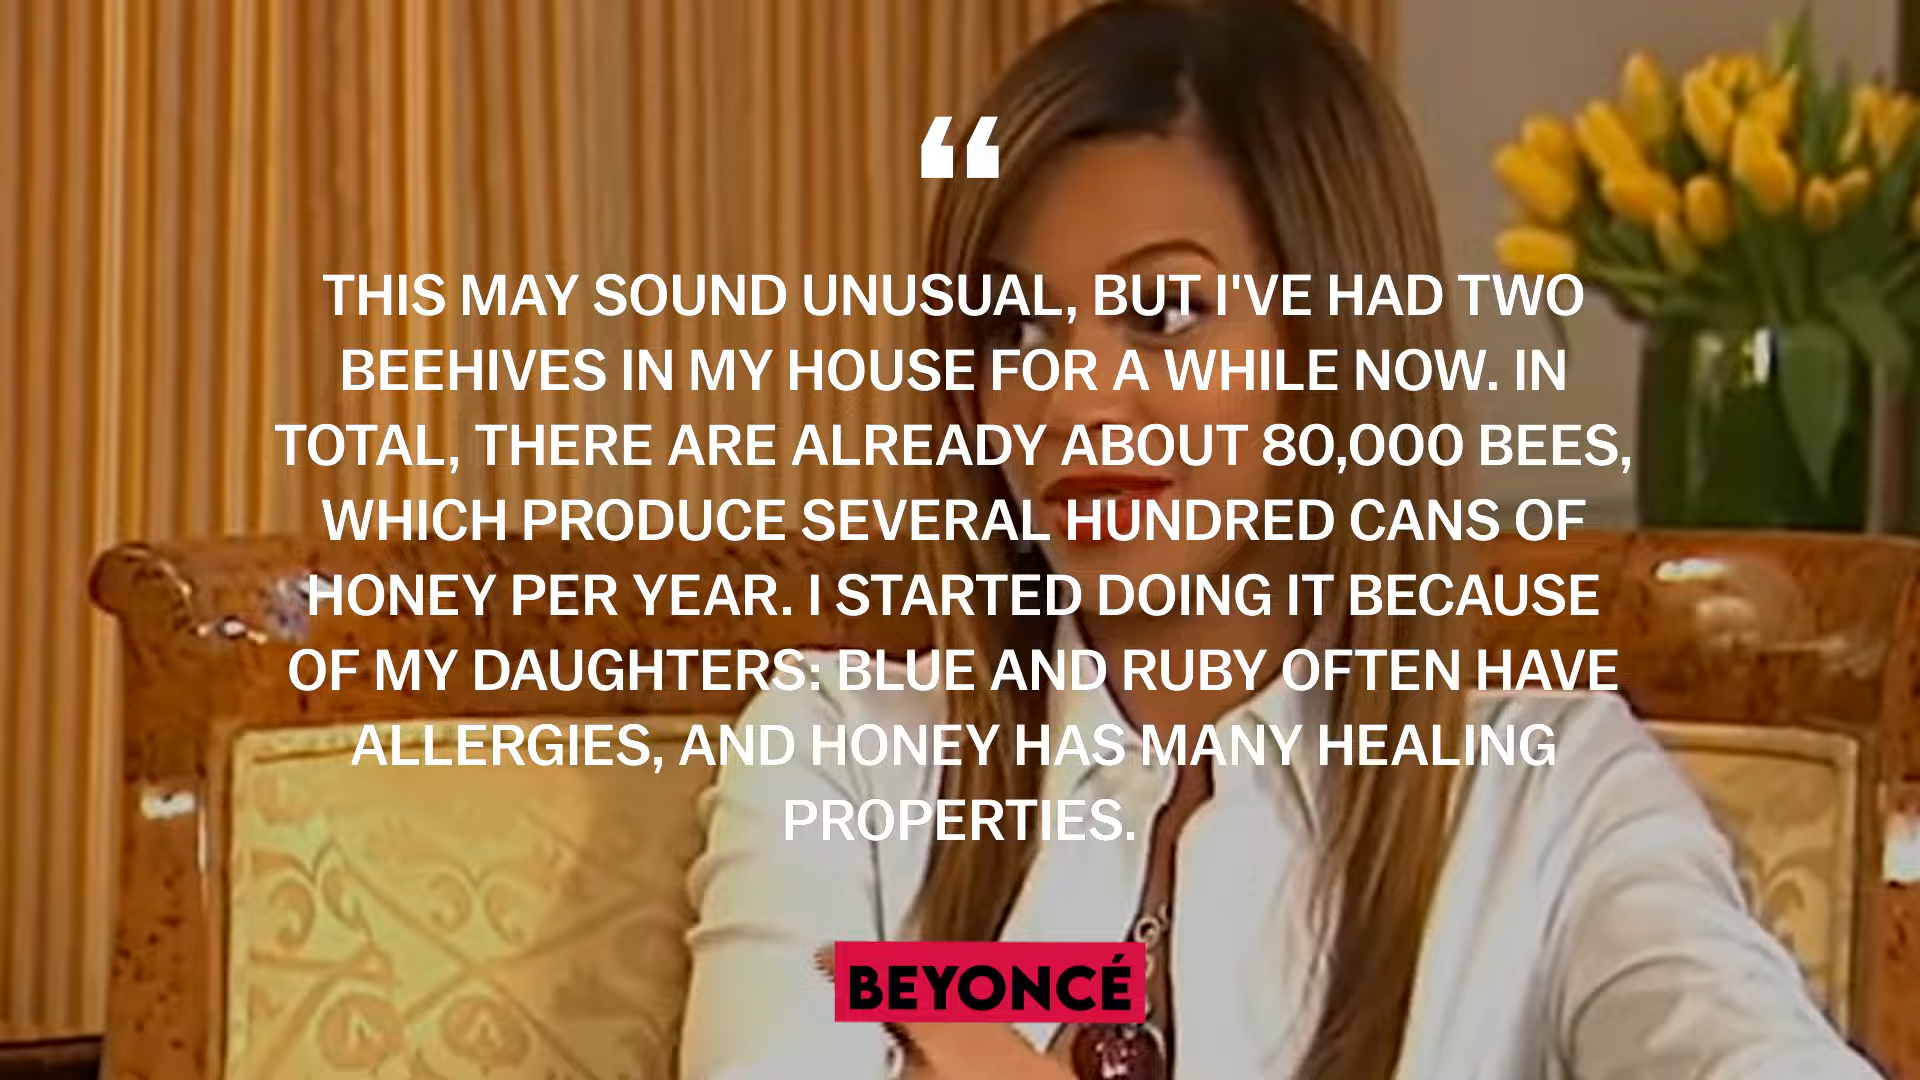 “
THIS MAY SOUND UNUSUAL, BUT I'VE HAD TWO
BEEHIVES IN MY HOUSE FOR A WHILE NOW. IN
TOTAL, THERE ARE ALREADY ABOUT 80,000 BEES,
WHICH PRODUCE SEVERAL HUNDRED CANS OF
HONEY PER YEAR. I STARTED DOING IT BECAUSE
OF MY DAUGHTERS: BLUE AND RUBY OFTEN HAVE
ALLERGIES, AND HONEY HAS MANY HEALING
PROPERTIES.
BEYONCÉ